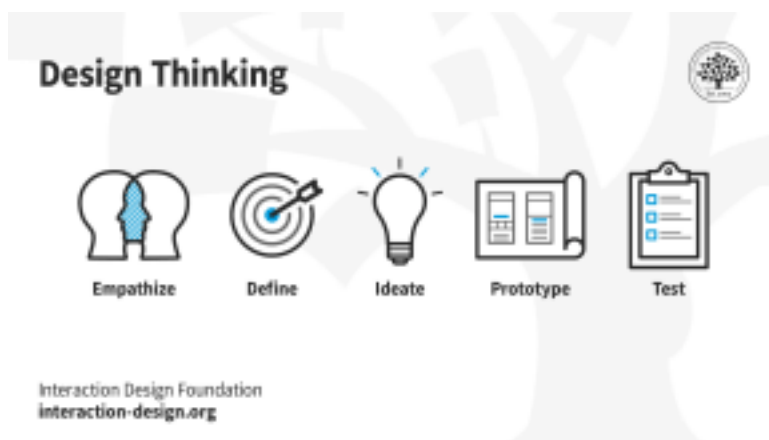 Design Thinking
Empathize
Define
Ideate
Prototype
Test
Interaction Design Foundation
interaction-design.org